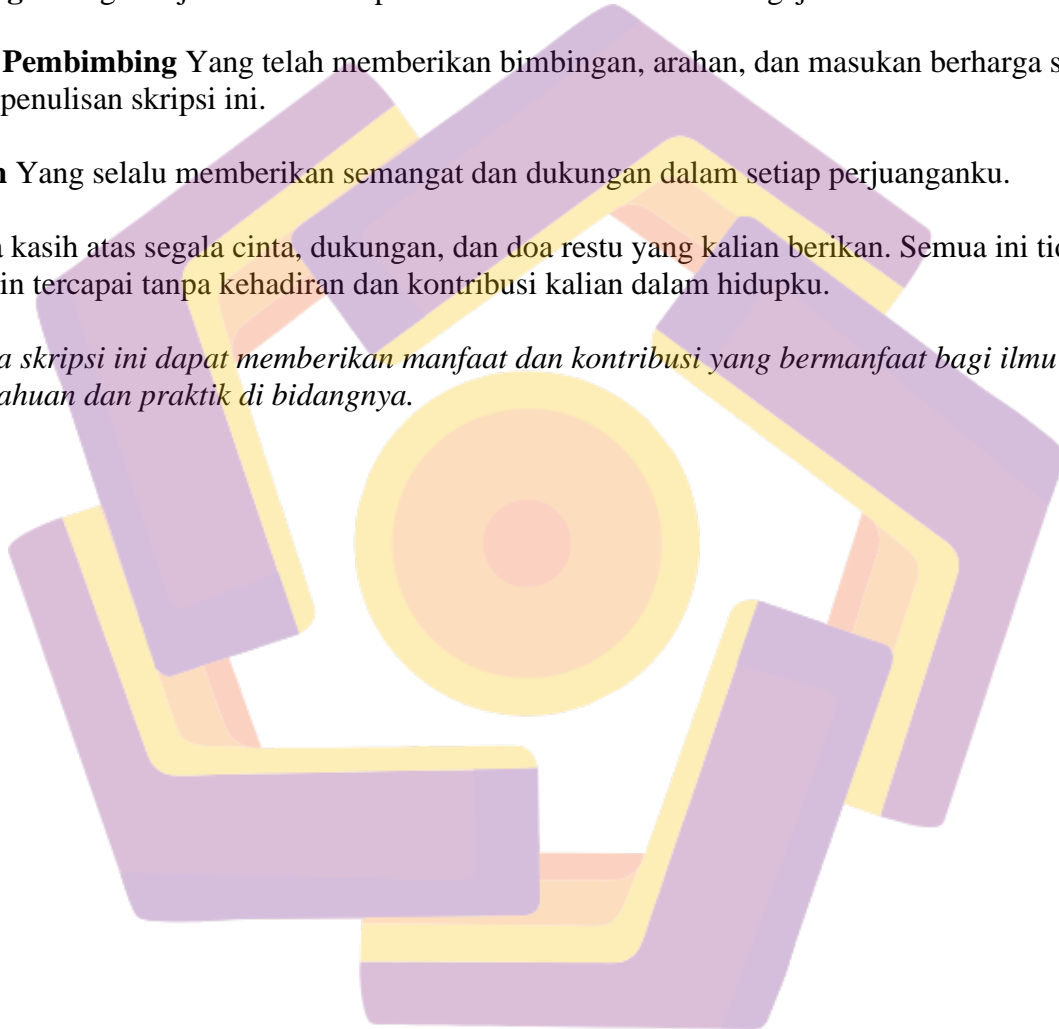 Pembimbing Yang telah memberikan bimbingan, arahan, dan masukan berharga s
penulisan skripsi ini.
Yang selalu memberikan semangat dan dukungan dalam setiap perjuanganku.
kasih atas segala cinta, dukungan, dan doa restu yang kalian berikan. Semua ini
in tercapai tanpa kehadiran dan kontribusi kalian dalam hidupku.
a skripsi ini dapat memberikan manfaat dan kontribusi yang bermanfaat bagi ilmu
ahuan dan praktik di bidangnya.